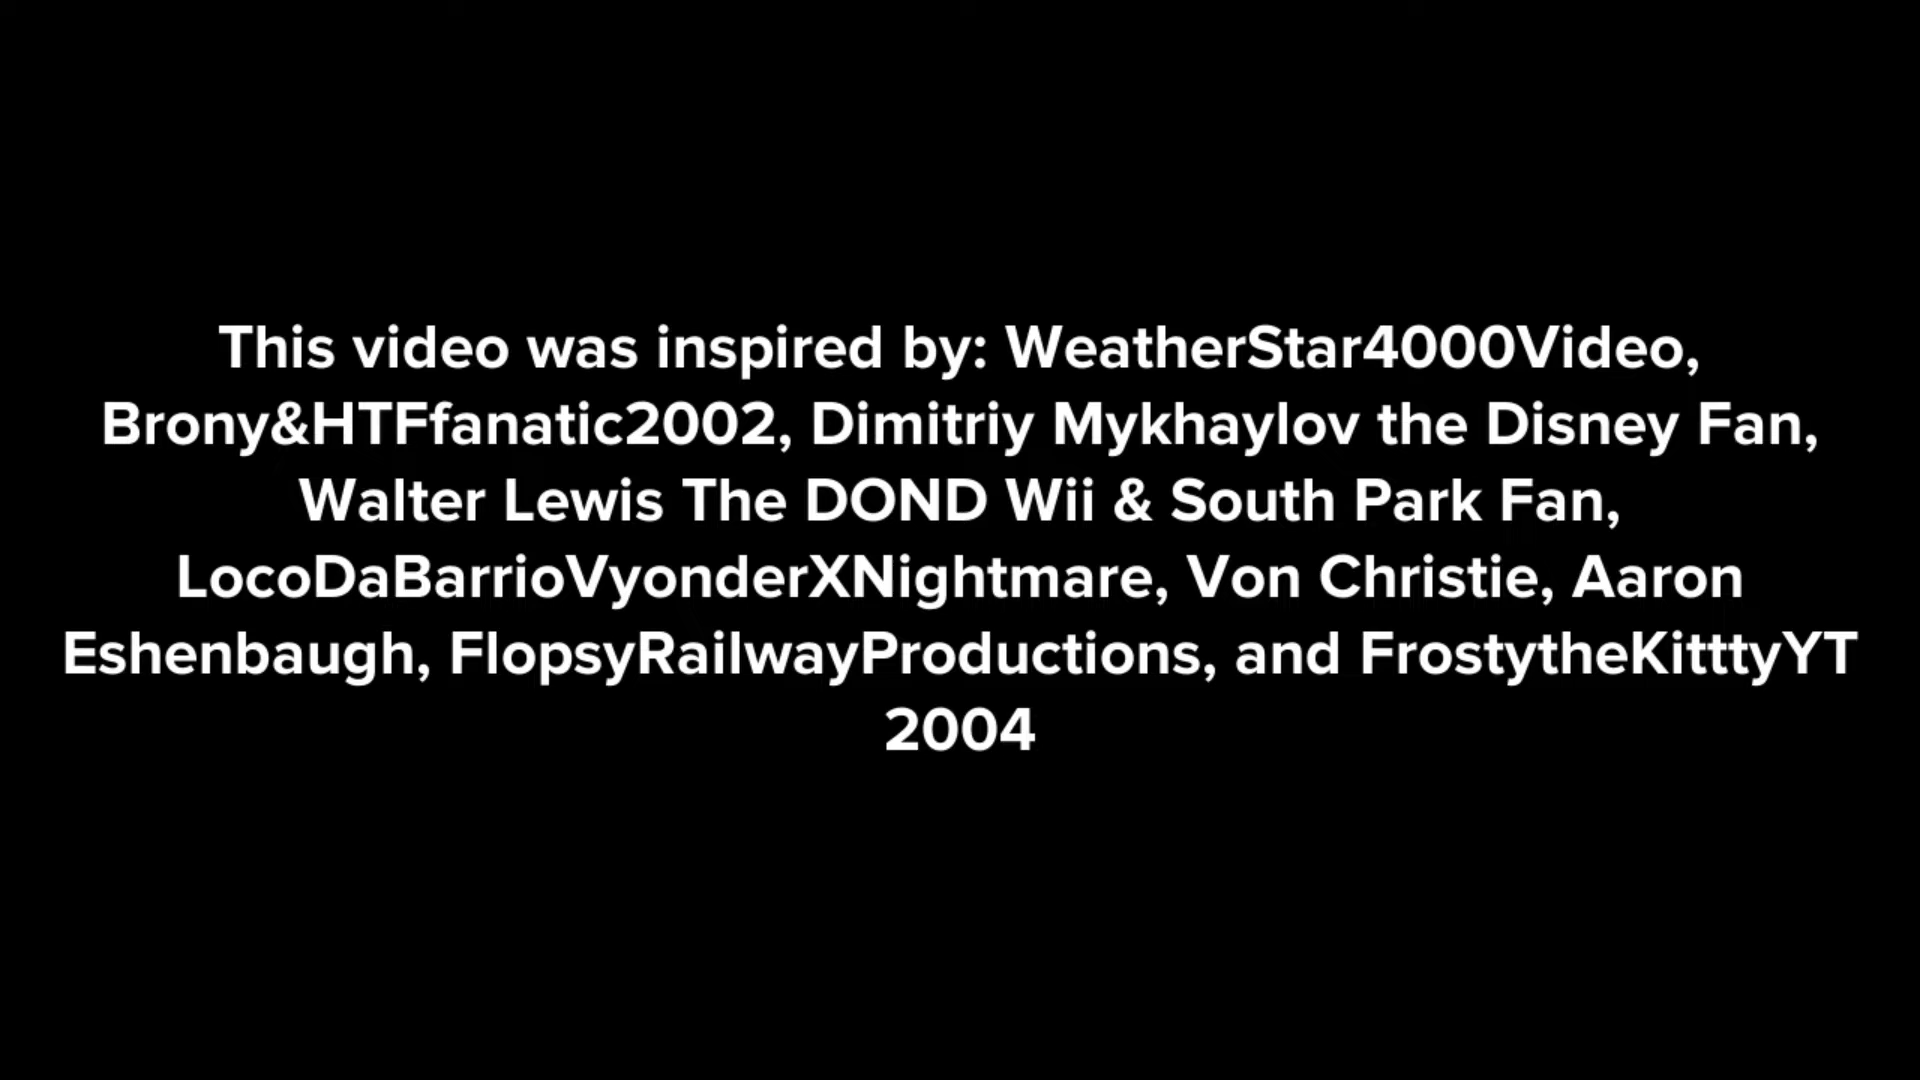 This video was inspired by: WeatherStar4000Video,
Brony&HTFfanatic2002, Dimitriy Mykhaylov the Disney Fan,
Walter Lewis The DOND Wii & South Park Fan,
LocoDaBarrioVyonderXNightmare, Von Christie, Aaron
Eshenbaugh, FlopsyRailwayProductions, and FrostytheKitttyYT
2004